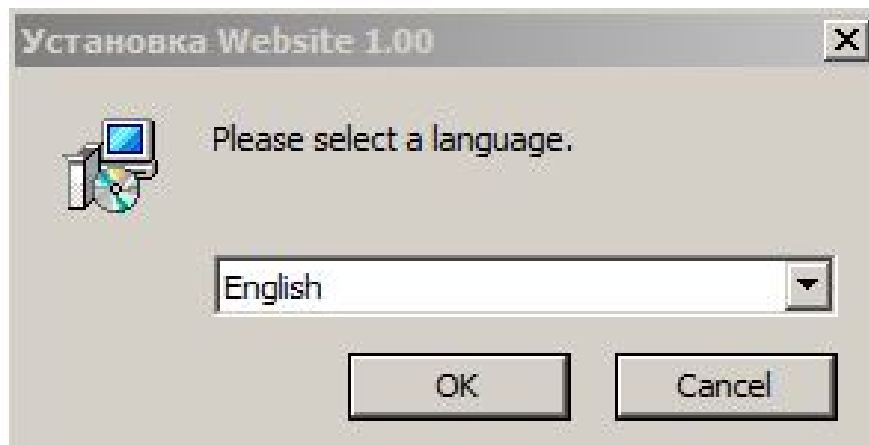 Установка Website 1.00
Please select a language.
English
OK
Cancel